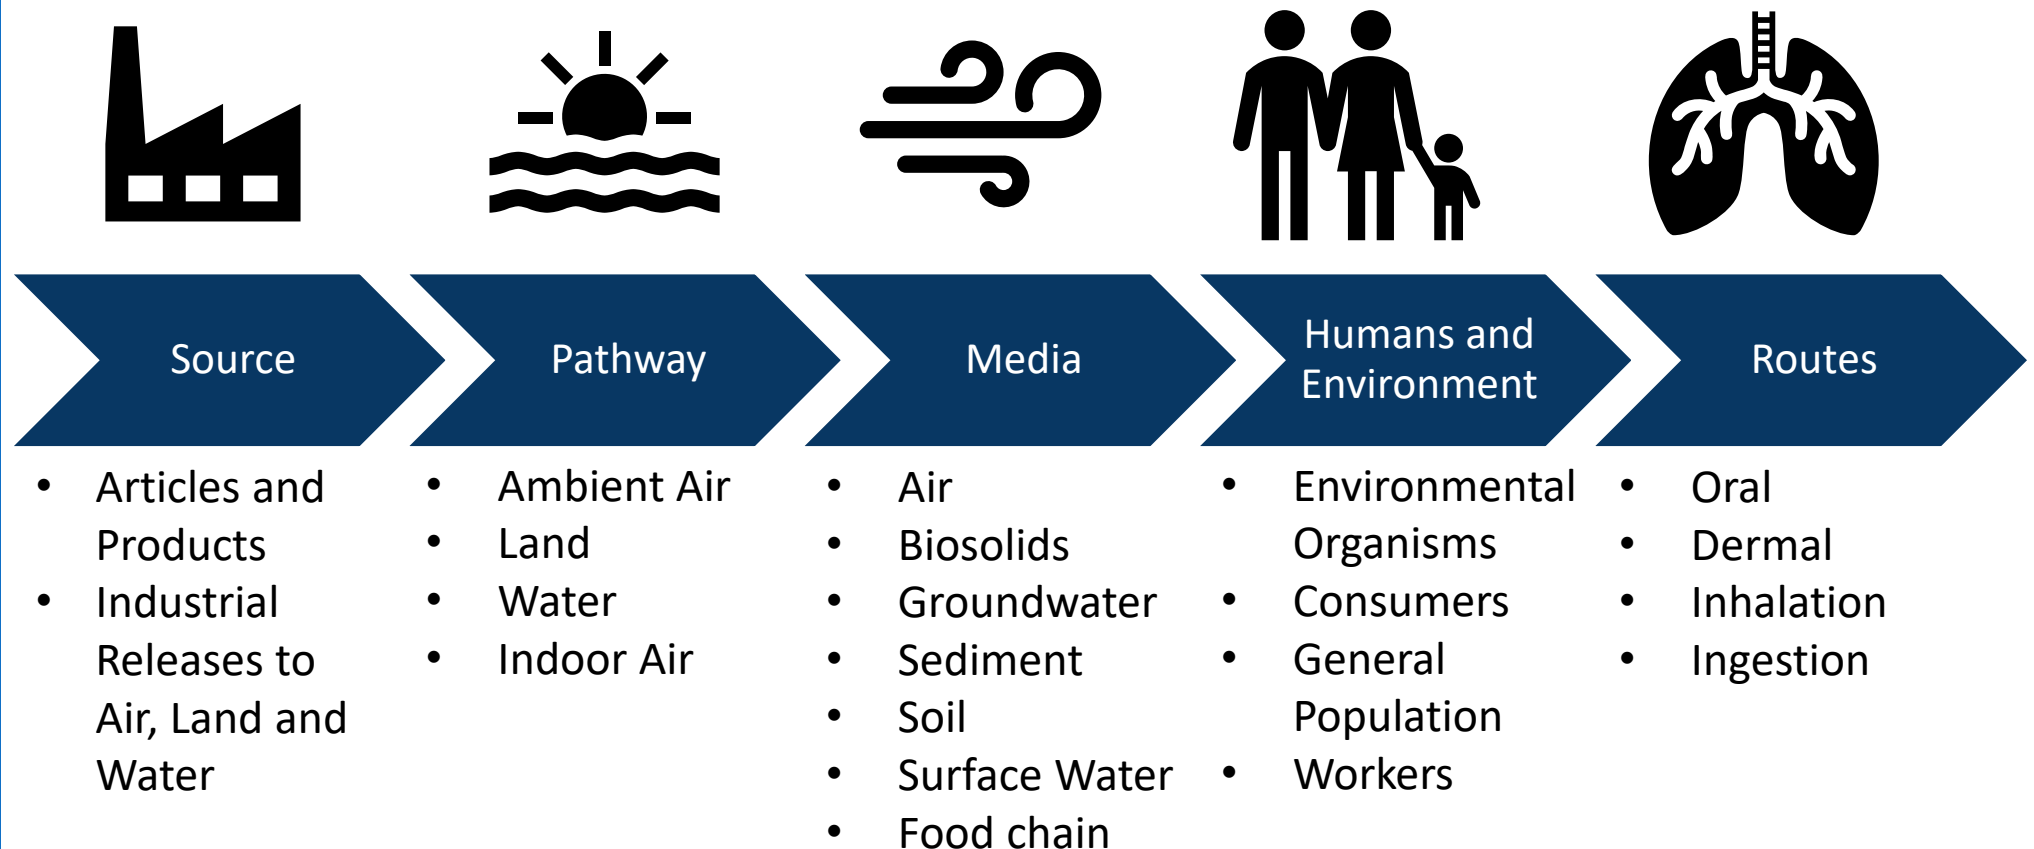 Source
Pathway
Media
Humans and
Environment
Routes
• Articles and
Products
• Industrial
Releases to
Air, Land and
Water
• Ambient Air
• Land
• Water
• Indoor Air
• Air
• Biosolids
• Groundwater
• Sediment
• Soil
• Surface Water
• Food chain
• Environmental
Organisms
• Consumers
• General
Population
• Workers
• Oral
• Dermal
• Inhalation
• Ingestion